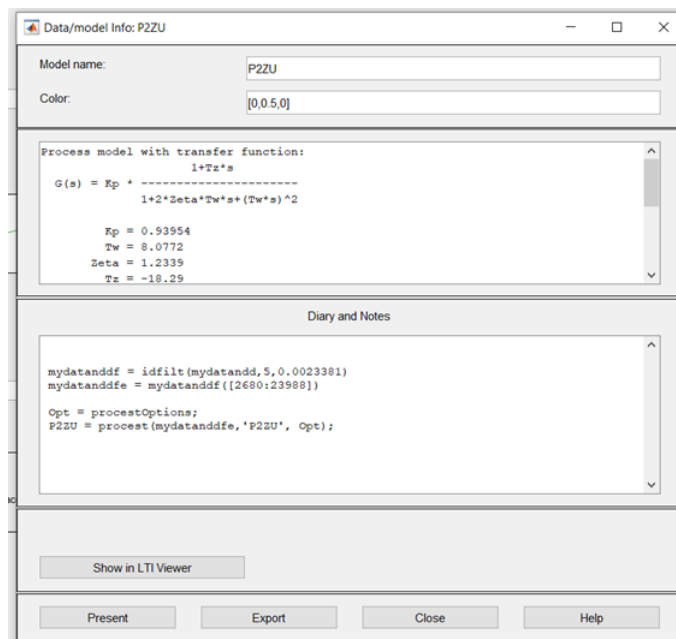 Data/model Info: P2ZU
Model name:
P2ZU
Color:
[0,0.5,0]
Process model with transfer function:
1+Tz*s
G(s) = Kp * ----------------------
1+2*Zeta*Tw*s+(Tw*s)^2
Kp = 0.93954
Tw = 8.0772
Zeta = 1.2339
Tz = -18.29
Diary and Notes
mydatanddf = idfilt(mydatandd,5,0.0023381)
mydatanddfe = mydatanddf([2680:23988])
Opt = procestOptions;
P2ZU = procest(mydatanddfe,'P2ZU', Opt);
Show in LTI Viewer
Present
Export
Close
Help